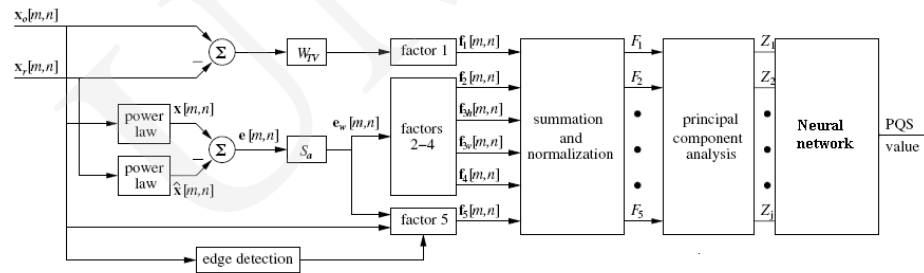 x_o[m,n]
x_r[m,n]
Σ
−
W_TV
factor 1
f_1[m,n]
F_1
Z_1
f_2[m,n]
F_2
Z_2
power law
x[m,n]
e[m,n]
e_w[m,n]
factors 2–4
f_3h[m,n]
summation and normalization
principal component analysis
Neural network
PQS value
Σ
−
S_a
f_3v[m,n]
power law
x̂[m,n]
f_4[m,n]
factor 5
f_5[m,n]
F_5
Z_j
edge detection